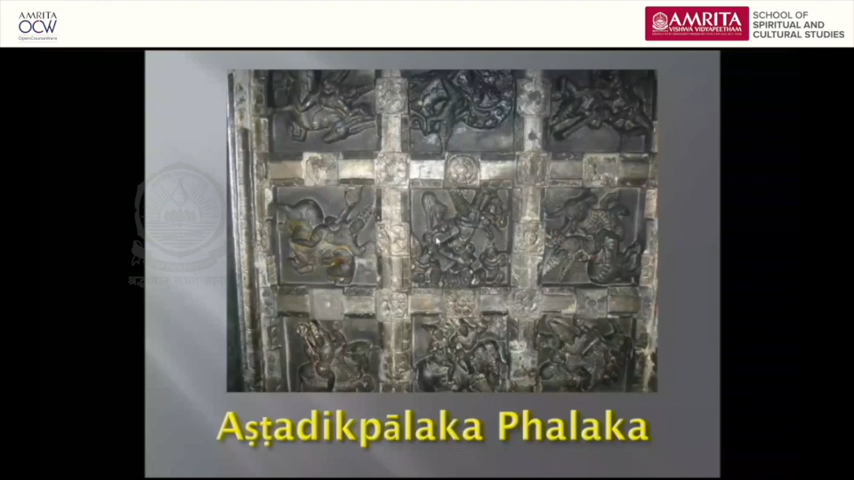 AMRITA
OCW
OpenCourseWare
AMRITA
VISHWA VIDYAPEETHAM
SCHOOL OF
SPIRITUAL AND
CULTURAL STUDIES
Aṣṭadikpālaka Phalaka